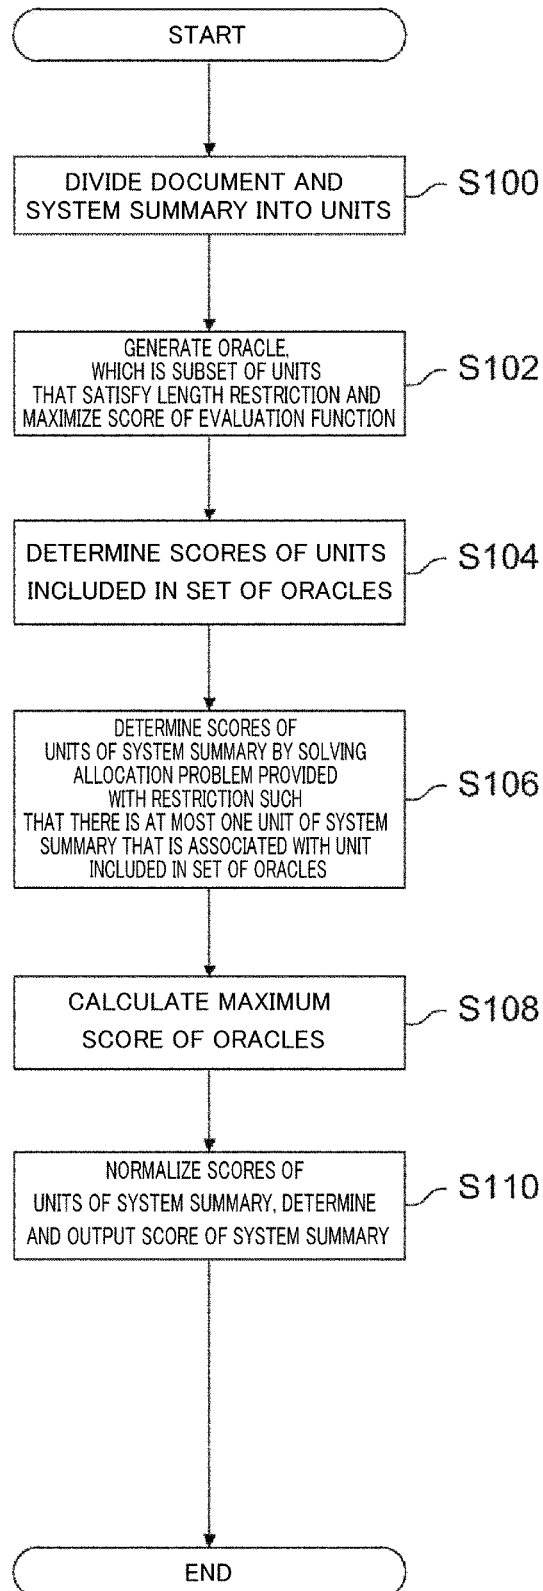 START
DIVIDE DOCUMENT AND
SYSTEM SUMMARY INTO UNITS
S100
GENERATE ORACLE,
WHICH IS SUBSET OF UNITS
THAT SATISFY LENGTH RESTRICTION AND
MAXIMIZE SCORE OF EVALUATION FUNCTION
S102
DETERMINE SCORES OF UNITS
INCLUDED IN SET OF ORACLES
S104
DETERMINE SCORES OF
UNITS OF SYSTEM SUMMARY BY SOLVING
ALLOCATION PROBLEM PROVIDED
WITH RESTRICTION SUCH
THAT THERE IS AT MOST ONE UNIT OF SYSTEM
SUMMARY THAT IS ASSOCIATED WITH UNIT
INCLUDED IN SET OF ORACLES
S106
CALCULATE MAXIMUM
SCORE OF ORACLES
S108
NORMALIZE SCORES OF
UNITS OF SYSTEM SUMMARY, DETERMINE
AND OUTPUT SCORE OF SYSTEM SUMMARY
S110
END